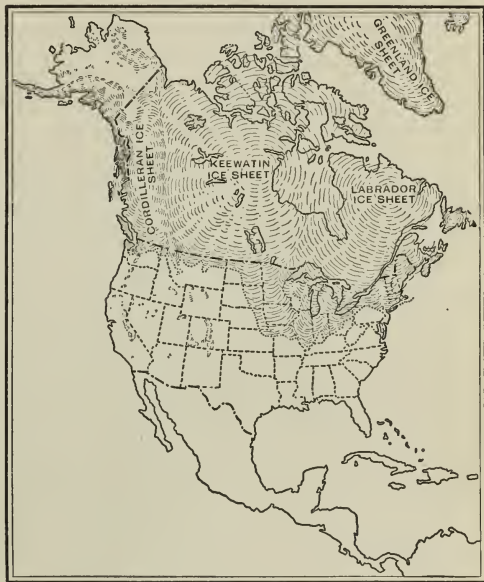 GREENLAND ICE
SHEET
CORDILLERAN ICE
SHEET
KEEWATIN
ICE SHEET
LABRADOR
ICE SHEET